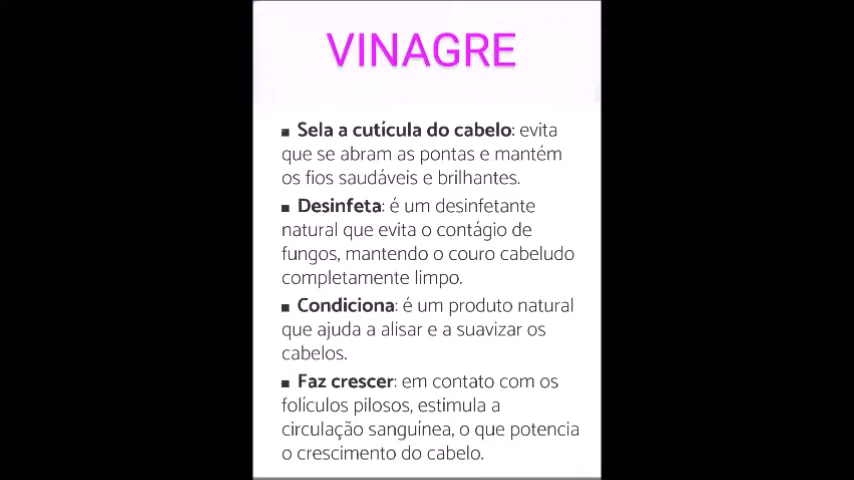 VINAGRE
▪ Sela a cutícula do cabelo: evita
que se abram as pontas e mantém
os fios saudáveis e brilhantes.
▪ Desinfeta: é um desinfetante
natural que evita o contágio de
fungos, mantendo o couro cabeludo
completamente limpo.
▪ Condiciona: é um produto natural
que ajuda a alisar e a suavizar os
cabelos.
▪ Faz crescer: em contato com os
folículos pilosos, estimula a
circulação sanguínea, o que potencia
o crescimento do cabelo.